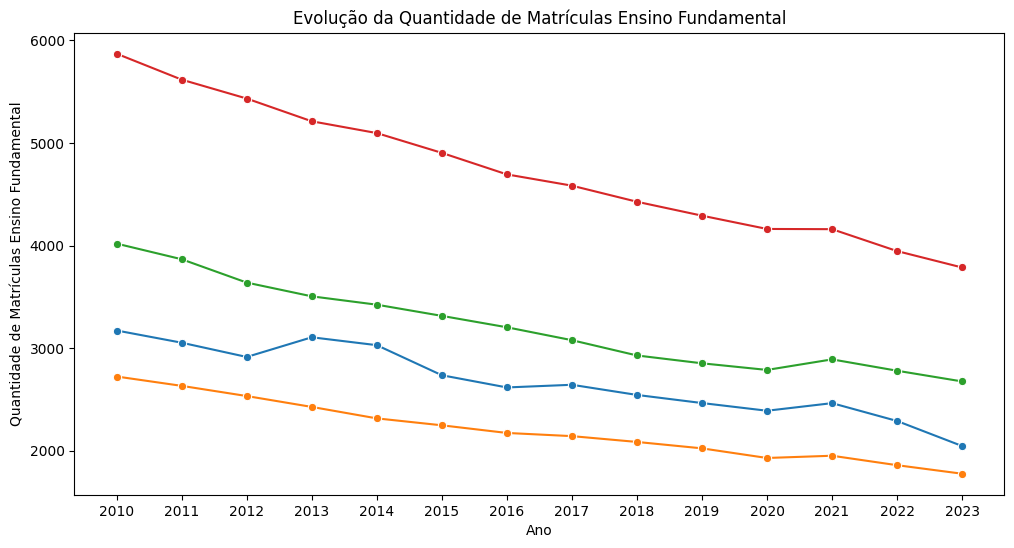 Evolução da Quantidade de Matrículas Ensino Fundamental
Quantidade de Matrículas Ensino Fundamental
6000
5000
4000
3000
2000
2010 2011 2012 2013 2014 2015 2016 2017 2018 2019 2020 2021 2022 2023
Ano